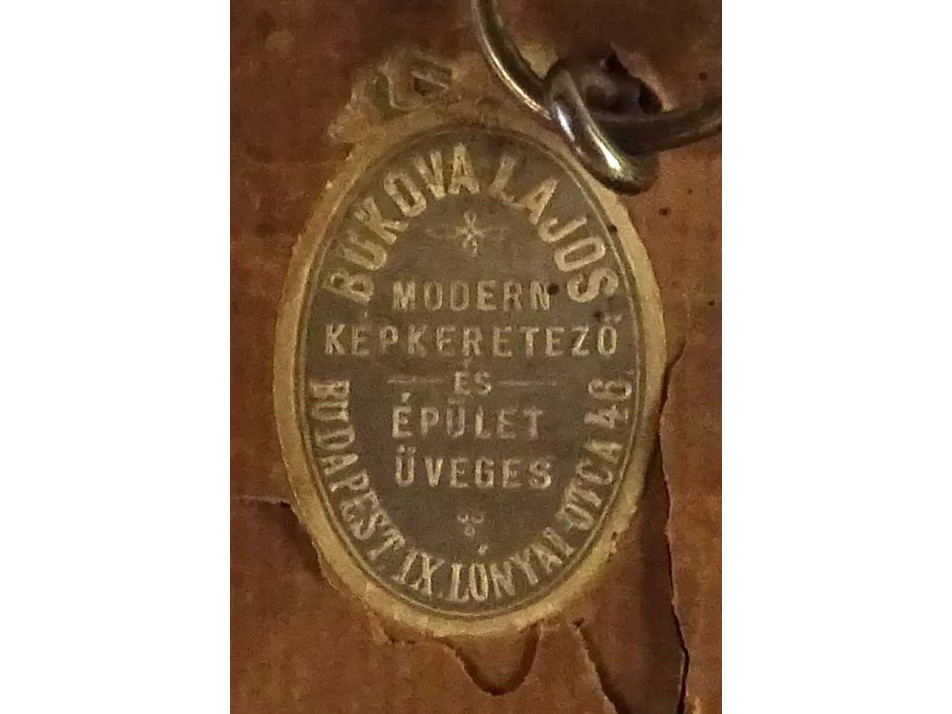 BUKOVA LAJOS
MODERN
KÉPKERETEZŐ
ÉS
ÉPÜLET
ÜVEGES
BUDAPEST, IX. LÓNYAI-UTCA 46.